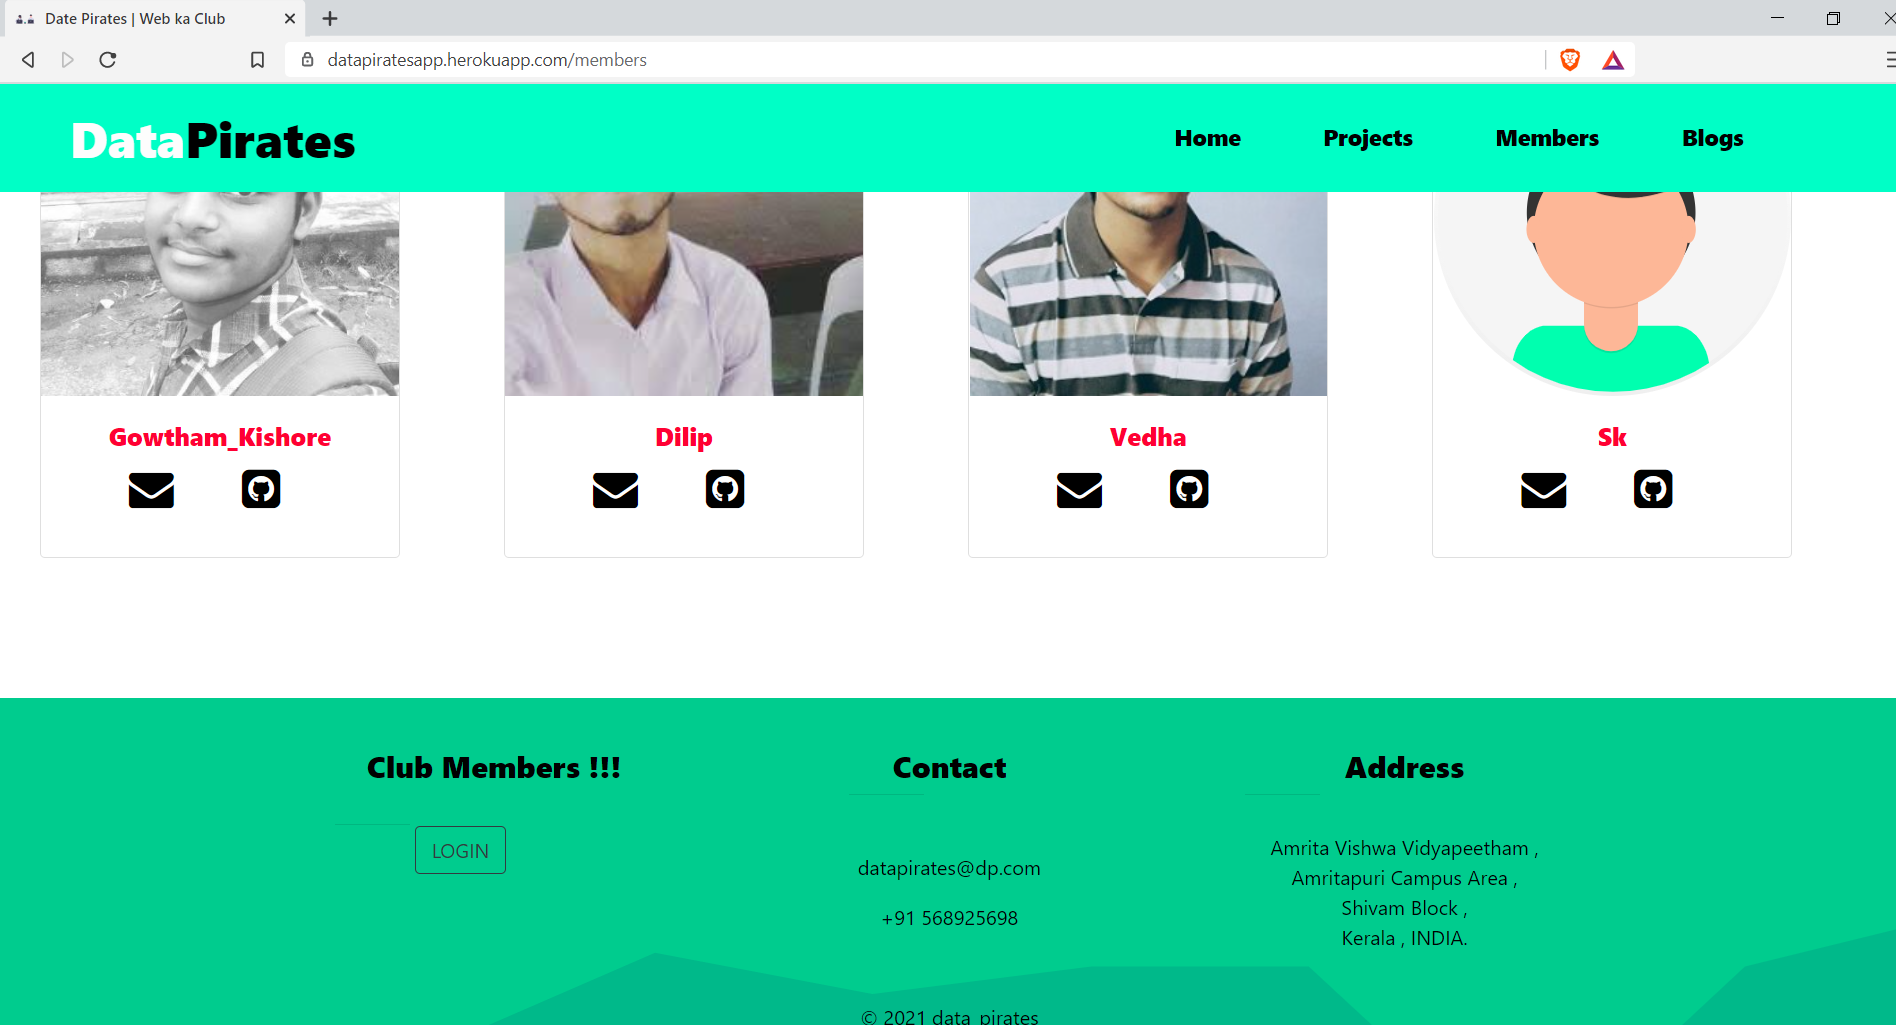 Date Pirates | Web ka Club
datapiratesapp.herokuapp.com/members
DataPirates
Home Projects Members Blogs
Gowtham_Kishore
Dilip
Vedha
Sk
Club Members !!!
LOGIN
Contact
datapirates@dp.com
+91 568925698
Address
Amrita Vishwa Vidyapeetham ,
Amritapuri Campus Area ,
Shivam Block ,
Kerala , INDIA.
© 2021 data_pirates